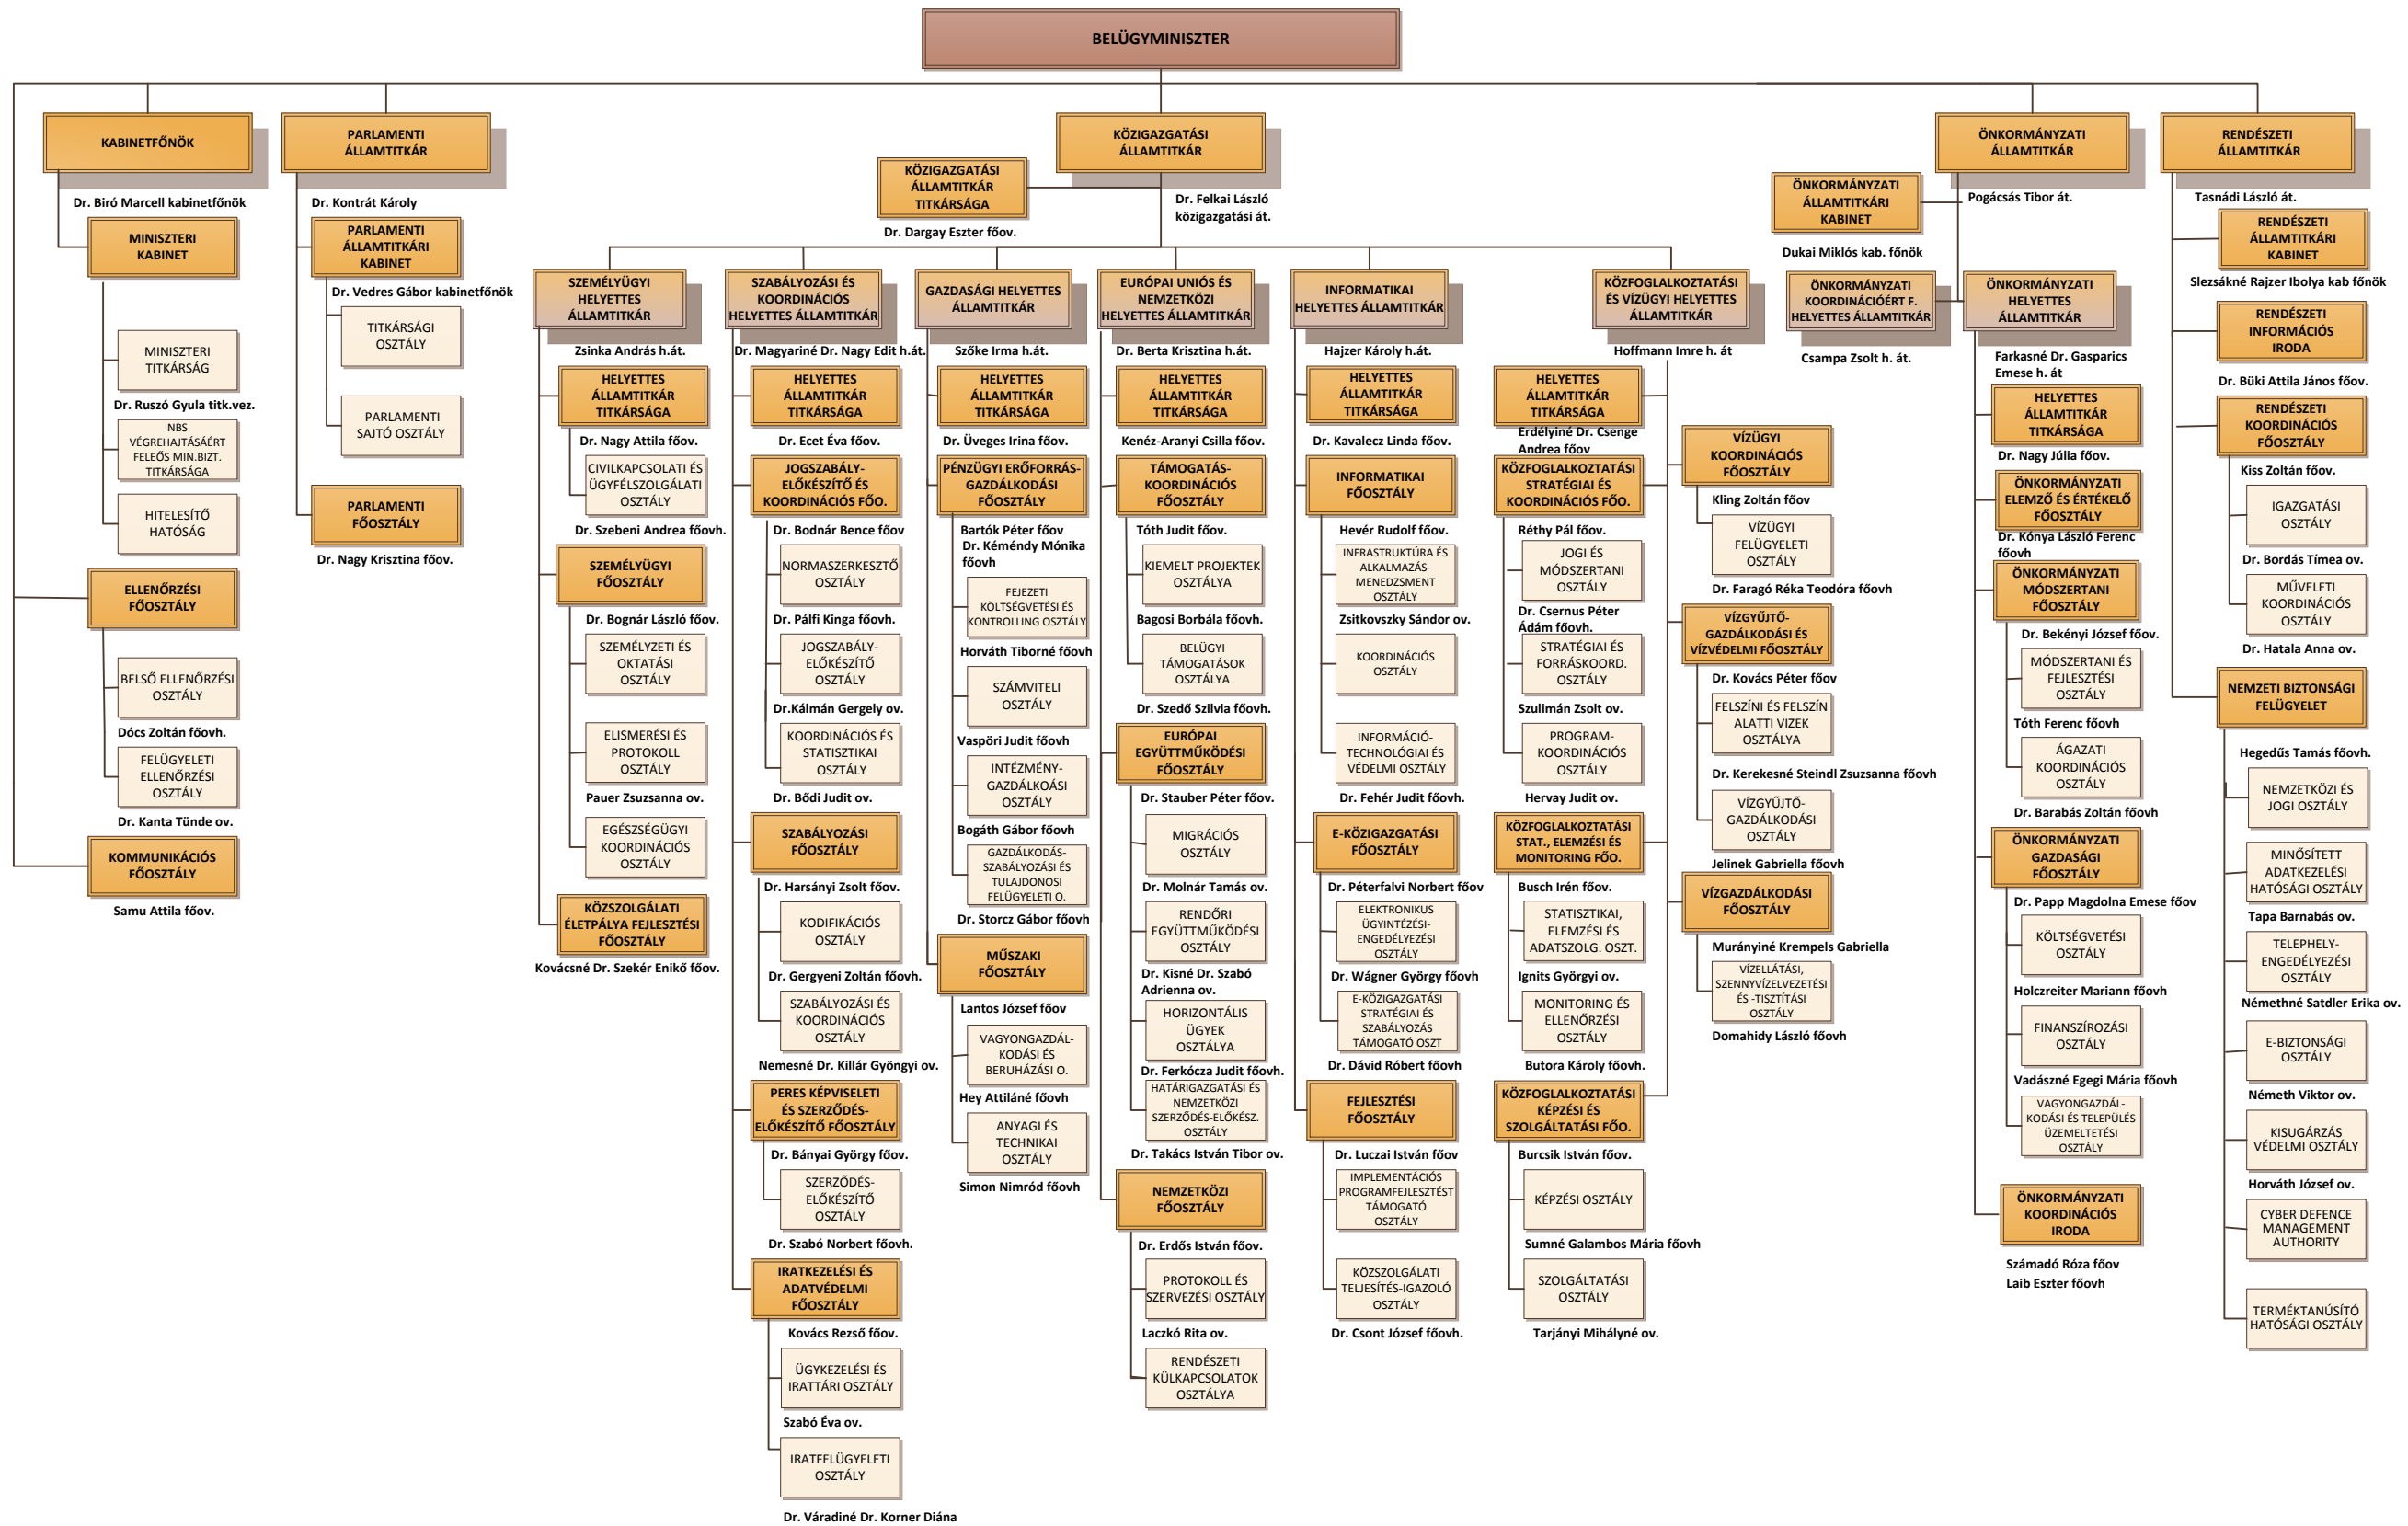 BELÜGYMINISZTER
KABINETFŐNÖK
Dr. Biró Marcell kabinetfőnök
MINISZTERI
KABINET
MINISZTERI
TITKÁRSÁG
Dr. Ruszó Gyula titk.vez.
NBS
VÉGREHAJTÁSÁÉRT
FELEŐS MIN.BIZT.
TITKÁRSÁGA
HITELESÍTŐ
HATÓSÁG
ELLENŐRZÉSI
FŐOSZTÁLY
BELSŐ ELLENŐRZÉSI
OSZTÁLY
Dócs Zoltán főovh.
FELÜGYELETI
ELLENŐRZÉSI
OSZTÁLY
Dr. Kanta Tünde ov.
KOMMUNIKÁCIÓS
FŐOSZTÁLY
Samu Attila főov.
PARLAMENTI
ÁLLAMTITKÁR
Dr. Kontrát Károly
PARLAMENTI
ÁLLAMTITKÁRI
KABINET
Dr. Vedres Gábor kabinetfőnök
TITKÁRSÁGI
OSZTÁLY
PARLAMENTI
SAJTÓ OSZTÁLY
PARLAMENTI
FŐOSZTÁLY
Dr. Nagy Krisztina főov.
KÖZIGAZGATÁSI
ÁLLAMTITKÁR
Dr. Felkai László
közigazgatási át.
KÖZIGAZGATÁSI
ÁLLAMTITKÁR
TITKÁRSÁGA
Dr. Dargay Eszter főov.
SZEMÉLYÜGYI
HELYETTES
ÁLLAMTITKÁR
Zsinka András h.át.
HELYETTES
ÁLLAMTITKÁR
TITKÁRSÁGA
Dr. Nagy Attila főov.
CIVILKAPCSOLATI ÉS
ÜGYFÉLSZOLGÁLATI
OSZTÁLY
Dr. Szebeni Andrea főovh.
SZEMÉLYÜGYI
FŐOSZTÁLY
Dr. Bognár László főov.
SZEMÉLYZETI ÉS
OKTATÁSI
OSZTÁLY
ELISMERÉSI ÉS
PROTOKOLL
OSZTÁLY
Pauer Zsuzsanna ov.
EGÉSZSÉGÜGYI
KOORDINÁCIÓS
OSZTÁLY
KÖZSZOLGÁLATI
ÉLETPÁLYA FEJLESZTÉSI
FŐOSZTÁLY
Kovácsné Dr. Szekér Enikő főov.
SZABÁLYOZÁSI ÉS
KOORDINÁCIÓS
HELYETTES ÁLLAMTITKÁR
Dr. Magyariné Dr. Nagy Edit h.át.
HELYETTES
ÁLLAMTITKÁR
TITKÁRSÁGA
Dr. Ecet Éva főov.
JOGSZABÁLY-
ELŐKÉSZÍTŐ ÉS
KOORDINÁCIÓS FŐO.
Dr. Bodnár Bence főov
NORMASZERKESZTŐ
OSZTÁLY
Dr. Pálfi Kinga főovh.
JOGSZABÁLY-
ELŐKÉSZÍTŐ
OSZTÁLY
Dr.Kálmán Gergely ov.
KOORDINÁCIÓS ÉS
STATISZTIKAI
OSZTÁLY
Dr. Bődi Judit ov.
SZABÁLYOZÁSI
FŐOSZTÁLY
Dr. Harsányi Zsolt főov.
KODIFIKÁCIÓS
OSZTÁLY
Dr. Gergyeni Zoltán főovh.
SZABÁLYOZÁSI ÉS
KOORDINÁCIÓS
OSZTÁLY
Nemesné Dr. Killár Gyöngyi ov.
PERES KÉPVISELETI
ÉS SZERZŐDÉS-
ELŐKÉSZÍTŐ FŐOSZTÁLY
Dr. Bányai György főov.
SZERZŐDÉS-
ELŐKÉSZÍTŐ
OSZTÁLY
Dr. Szabó Norbert főovh.
IRATKEZELÉSI ÉS
ADATVÉDELMI
FŐOSZTÁLY
Kovács Rezső főov.
ÜGYKEZELÉSI ÉS
IRATTÁRI OSZTÁLY
Szabó Éva ov.
IRATFELÜGYELETI
OSZTÁLY
Dr. Váradiné Dr. Korner Diána
GAZDASÁGI HELYETTES
ÁLLAMTITKÁR
Szőke Irma h.át.
HELYETTES
ÁLLAMTITKÁR
TITKÁRSÁGA
Dr. Üveges Irina főov.
PÉNZÜGYI ERŐFORRÁS-
GAZDÁLKODÁSI
FŐOSZTÁLY
Bartók Péter főov
Dr. Kéméndy Mónika
főovh
FEJEZETI
KÖLTSÉGVETÉSI ÉS
KONTROLLING OSZTÁLY
Horváth Tiborné főovh
SZÁMVITELI
OSZTÁLY
Vaspöri Judit főovh
INTÉZMÉNY-
GAZDÁLKOÁSI
OSZTÁLY
Bogáth Gábor főovh
GAZDÁLKODÁS-
SZABÁLYOZÁSI ÉS
TULAJDONOSI
FELÜGYELETI O.
Dr. Storcz Gábor főovh
MŰSZAKI
FŐOSZTÁLY
Lantos József főov
VAGYONGAZDÁL-
KODÁSI ÉS
BERUHÁZÁSI O.
Hey Attiláné főovh
ANYAGI ÉS
TECHNIKAI
OSZTÁLY
Simon Nimród főovh
EURÓPAI UNIÓS ÉS
NEMZETKÖZI
HELYETTES ÁLLAMTITKÁR
Dr. Berta Krisztina h.át.
HELYETTES
ÁLLAMTITKÁR
TITKÁRSÁGA
Kenéz-Aranyi Csilla főov.
TÁMOGATÁS-
KOORDINÁCIÓS
FŐOSZTÁLY
Tóth Judit főov.
KIEMELT PROJEKTEK
OSZTÁLYA
Bagosi Borbála főovh.
BELÜGYI
TÁMOGATÁSOK
OSZTÁLYA
Dr. Szedő Szilvia főovh.
EURÓPAI
EGYÜTTMŰKÖDÉSI
FŐOSZTÁLY
Dr. Stauber Péter főov.
MIGRÁCIÓS
OSZTÁLY
Dr. Molnár Tamás ov.
RENDŐRI
EGYÜTTMŰKÖDÉSI
OSZTÁLY
Dr. Kisné Dr. Szabó
Adrienna ov.
HORIZONTÁLIS
ÜGYEK
OSZTÁLYA
Dr. Ferkócza Judit főovh.
HATÁRIGAZGATÁSI ÉS
NEMZETKÖZI
SZERZŐDÉS-ELŐKÉSZ.
OSZTÁLY
Dr. Takács István Tibor ov.
NEMZETKÖZI
FŐOSZTÁLY
Dr. Erdős István főov.
PROTOKOLL ÉS
SZERVEZÉSI OSZTÁLY
Laczkó Rita ov.
RENDÉSZETI
KÜLKAPCSOLATOK
OSZTÁLYA
INFORMATIKAI
HELYETTES ÁLLAMTITKÁR
Hajzer Károly h.át.
HELYETTES
ÁLLAMTITKÁR
TITKÁRSÁGA
Dr. Kavalecz Linda főov.
INFORMATIKAI
FŐOSZTÁLY
Hevér Rudolf főov.
INFRASTRUKTÚRA ÉS
ALKALMAZÁS-
MENEDZSMENT
OSZTÁLY
Zsitkovszky Sándor ov.
KOORDINÁCIÓS
OSZTÁLY
INFORMÁCIÓ-
TECHNOLÓGIAI ÉS
VÉDELMI OSZTÁLY
Dr. Fehér Judit főovh.
E-KÖZIGAZGATÁSI
FŐOSZTÁLY
Dr. Péterfalvi Norbert főov
ELEKTRONIKUS
ÜGYINTÉZÉSI-
ENGEDÉLYEZÉSI
OSZTÁLY
Dr. Wágner György főovh
E-KÖZIGAZGATÁSI
STRATÉGIAI ÉS
SZABÁLYOZÁS
TÁMOGATÓ OSZT
Dr. Dávid Róbert főovh
FEJLESZTÉSI
FŐOSZTÁLY
Dr. Luczai István főov
IMPLEMENTÁCIÓS
PROGRAMFEJLESZTÉST
TÁMOGATÓ
OSZTÁLY
KÖZSZOLGÁLATI
TELJESÍTÉS-IGAZOLÓ
OSZTÁLY
Dr. Csont József főovh.
KÖZFOGLALKOZTATÁSI
ÉS VÍZÜGYI HELYETTES
ÁLLAMTITKÁR
Hoffmann Imre h. át
HELYETTES
ÁLLAMTITKÁR
TITKÁRSÁGA
Erdélyiné Dr. Csenge
Andrea főov
KÖZFOGLALKOZTATÁSI
STRATÉGIAI ÉS
KOORDINÁCIÓS FŐO.
Réthy Pál főov.
JOGI ÉS
MÓDSZERTANI
OSZTÁLY
Dr. Csernus Péter
Ádám főovh.
STRATÉGIAI ÉS
FORRÁSKOORD.
OSZTÁLY
Szulimán Zsolt ov.
PROGRAM-
KOORDINÁCIÓS
OSZTÁLY
Hervay Judit ov.
KÖZFOGLALKOZTATÁSI
STAT., ELEMZÉSI ÉS
MONITORING FŐO.
Busch Irén főov.
STATISZTIKAI,
ELEMZÉSI ÉS
ADATSZOLG. OSZT.
Ignits Györgyi ov.
MONITORING ÉS
ELLENŐRZÉSI
OSZTÁLY
Butora Károly főovh.
KÖZFOGLALKOZTATÁSI
KÉPZÉSI ÉS
SZOLGÁLTATÁSI FŐO.
Burcsik István főov.
KÉPZÉSI OSZTÁLY
Sumné Galambos Mária főovh
SZOLGÁLTATÁSI
OSZTÁLY
Tarjányi Mihályné ov.
VÍZÜGYI
KOORDINÁCIÓS
FŐOSZTÁLY
Kling Zoltán főov
VÍZÜGYI
FELÜGYELETI
OSZTÁLY
Dr. Faragó Réka Teodóra főovh
VÍZGYŰJTŐ-
GAZDÁLKODÁSI ÉS
VÍZVÉDELMI FŐOSZTÁLY
Dr. Kovács Péter főov
FELSZÍNI ÉS FELSZÍN
ALATTI VIZEK
OSZTÁLYA
Dr. Kerekesné Steindl Zsuzsanna főovh
VÍZGYŰJTŐ-
GAZDÁLKODÁSI
OSZTÁLY
Jelinek Gabriella főovh
VÍZGAZDÁLKODÁSI
FŐOSZTÁLY
Murányiné Krempels Gabriella
VÍZELLÁTÁSI,
SZENNYVÍZELVEZETÉSI
ÉS -TISZTÍTÁSI
OSZTÁLY
Domahidy László főovh
ÖNKORMÁNYZATI
ÁLLAMTITKÁR
Pogácsás Tibor át.
ÖNKORMÁNYZATI
ÁLLAMTITKÁRI
KABINET
Dukai Miklós kab. főnök
ÖNKORMÁNYZATI
KOORDINÁCIÓÉRT F.
HELYETTES ÁLLAMTITKÁR
Csampa Zsolt h. át.
ÖNKORMÁNYZATI
HELYETTES
ÁLLAMTITKÁR
Farkasné Dr. Gasparics
Emese h. át
HELYETTES
ÁLLAMTITKÁR
TITKÁRSÁGA
Dr. Nagy Júlia főov.
ÖNKORMÁNYZATI
ELEMZŐ ÉS ÉRTÉKELŐ
FŐOSZTÁLY
Dr. Kónya László Ferenc
főovh
ÖNKORMÁNYZATI
MÓDSZERTANI
FŐOSZTÁLY
Dr. Bekényi József főov.
MÓDSZERTANI ÉS
FEJLESZTÉSI
OSZTÁLY
Tóth Ferenc főovh
ÁGAZATI
KOORDINÁCIÓS
OSZTÁLY
Dr. Barabás Zoltán főovh
ÖNKORMÁNYZATI
GAZDASÁGI
FŐOSZTÁLY
Dr. Papp Magdolna Emese főov
KÖLTSÉGVETÉSI
OSZTÁLY
Holczreiter Mariann főovh
FINANSZÍROZÁSI
OSZTÁLY
Vadászné Egegi Mária főovh
VAGYONGAZDÁL-
KODÁSI ÉS TELEPÜLÉS
ÜZEMELTETÉSI
OSZTÁLY
ÖNKORMÁNYZATI
KOORDINÁCIÓS
IRODA
Számadó Róza főov
Laib Eszter főovh
RENDÉSZETI
ÁLLAMTITKÁR
Tasnádi László át.
RENDÉSZETI
ÁLLAMTITKÁRI
KABINET
Slezsákné Rajzer Ibolya kab főnök
RENDÉSZETI
INFORMÁCIÓS
IRODA
Dr. Büki Attila János főov.
RENDÉSZETI
KOORDINÁCIÓS
FŐOSZTÁLY
Kiss Zoltán főov.
IGAZGATÁSI
OSZTÁLY
Dr. Bordás Tímea ov.
MŰVELETI
KOORDINÁCIÓS
OSZTÁLY
Dr. Hatala Anna ov.
NEMZETI BIZTONSÁGI
FELÜGYELET
Hegedűs Tamás főovh.
NEMZETKÖZI ÉS
JOGI OSZTÁLY
MINŐSÍTETT
ADATKEZELÉSI
HATÓSÁGI OSZTÁLY
Tapa Barnabás ov.
TELEPHELY-
ENGEDÉLYEZÉSI
OSZTÁLY
Némethné Satdler Erika ov.
E-BIZTONSÁGI
OSZTÁLY
Németh Viktor ov.
KISUGÁRZÁS
VÉDELMI OSZTÁLY
Horváth József ov.
CYBER DEFENCE
MANAGEMENT
AUTHORITY
TERMÉKTANÚSÍTÓ
HATÓSÁGI OSZTÁLY